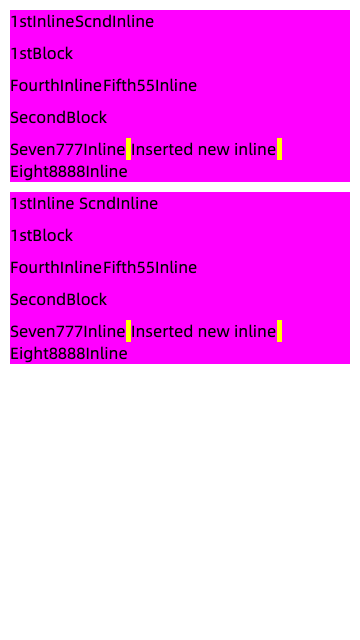 1stInlineScndInline
1stBlock
FourthInlineFifth55Inline
SecondBlock
Seven777Inline Inserted new inline
Eight8888Inline
1stInline ScndInline
1stBlock
FourthInlineFifth55Inline
SecondBlock
Seven777Inline Inserted new inline
Eight8888Inline